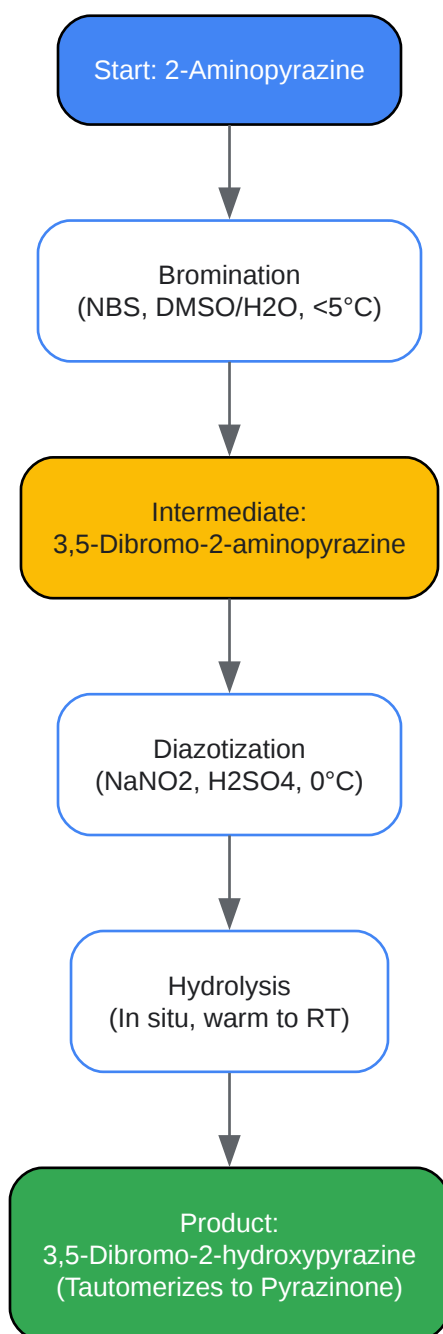 Start: 2-Aminopyrazine
Bromination
(NBS, DMSO/H2O, <5°C)
Intermediate:
3,5-Dibromo-2-aminopyrazine
Diazotization
(NaNO2, H2SO4, 0°C)
Hydrolysis
(In situ, warm to RT)
Product:
3,5-Dibromo-2-hydroxypyrazine
(Tautomerizes to Pyrazinone)